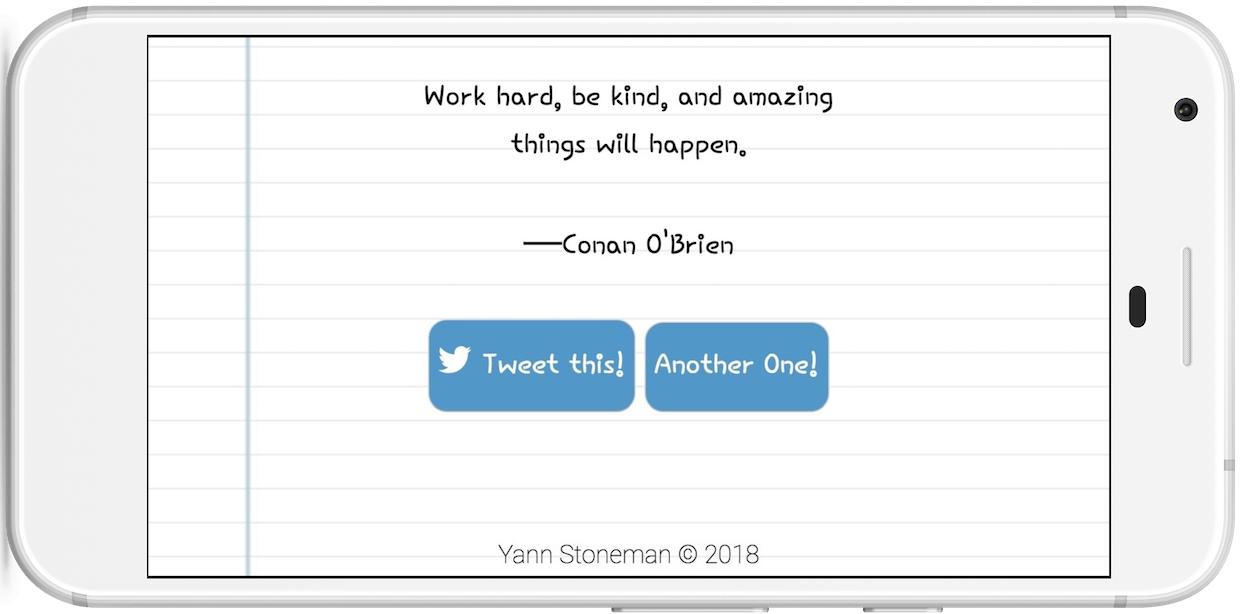 Work hard, be kind, and amazing
things will happen.
—Conan O'Brien
Tweet this!
Another One!
Yann Stoneman © 2018